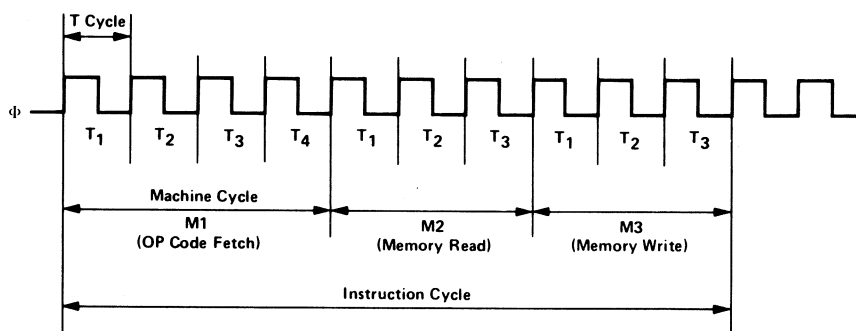 T Cycle
Φ
T1 T2 T3 T4 T1 T2 T3 T1 T2 T3
Machine Cycle
M1
(OP Code Fetch)
M2
(Memory Read)
M3
(Memory Write)
Instruction Cycle